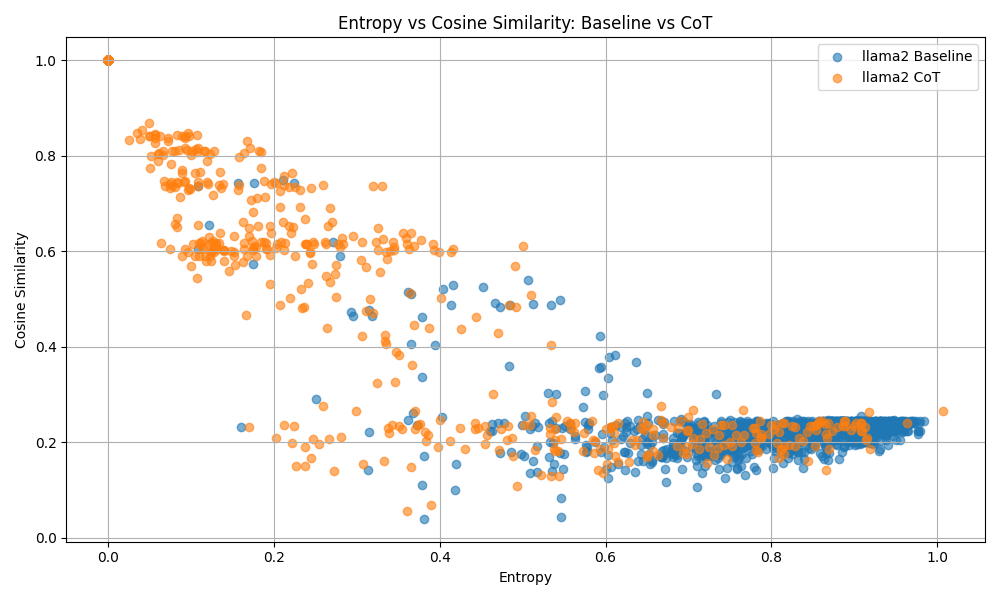 Entropy vs Cosine Similarity: Baseline vs CoT
llama2 Baseline
llama2 CoT
Cosine Similarity
1.0
0.8
0.6
0.4
0.2
0.0
0.0 0.2 0.4 0.6 0.8 1.0
Entropy